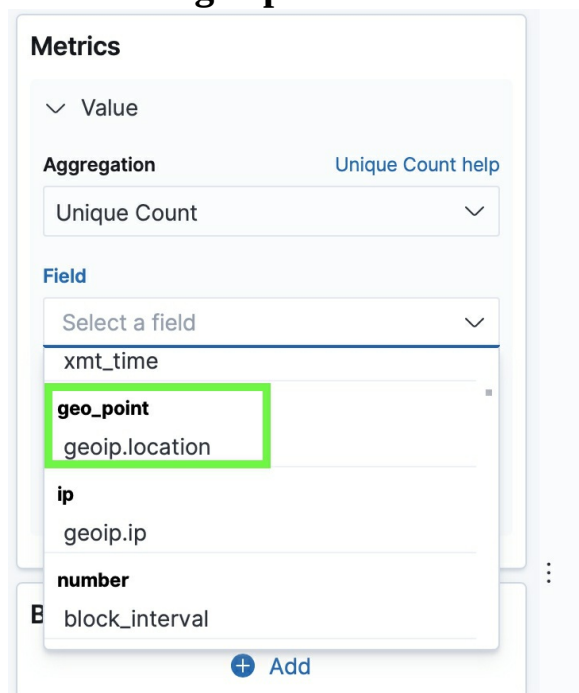 Metrics
Value
Aggregation Unique Count help
Unique Count
Field
Select a field
xmt_time
geo_point
geoip.location
ip
geoip.ip
number
block_interval
B
Add